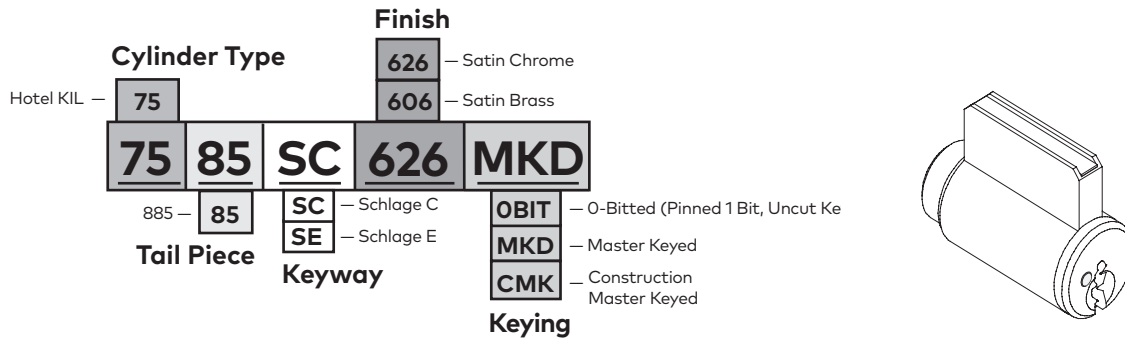 Finish
Cylinder Type
626 — Satin Chrome
Hotel KIL — 75
606 — Satin Brass
75 85 SC 626 MKD
885 — 85
SC — Schlage C
0BIT — 0-Bitted (Pinned 1 Bit, Uncut Ke
SE — Schlage E
MKD — Master Keyed
Tail Piece
Keyway
CMK — Construction
Master Keyed
Keying